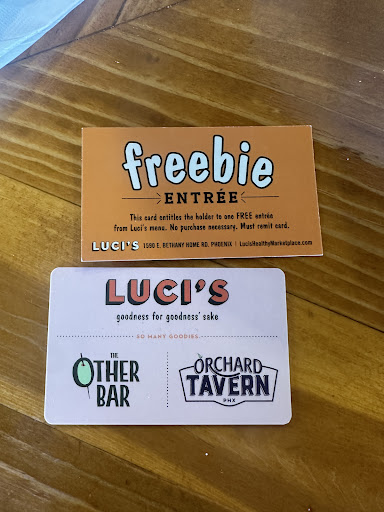 freebie
ENTRÉE
This card entitles the holder to one FREE entrée
from Luci's menu. No purchase necessary. Must remit card.
LUCI'S 1590 E. BETHANY HOME RD. PHOENIX | LucisHealthyMarketplace.com
LUCI'S
goodness for goodness' sake
SO MANY GOODIES
THE
OTHER
BAR
ORCHARD
TAVERN
PHX